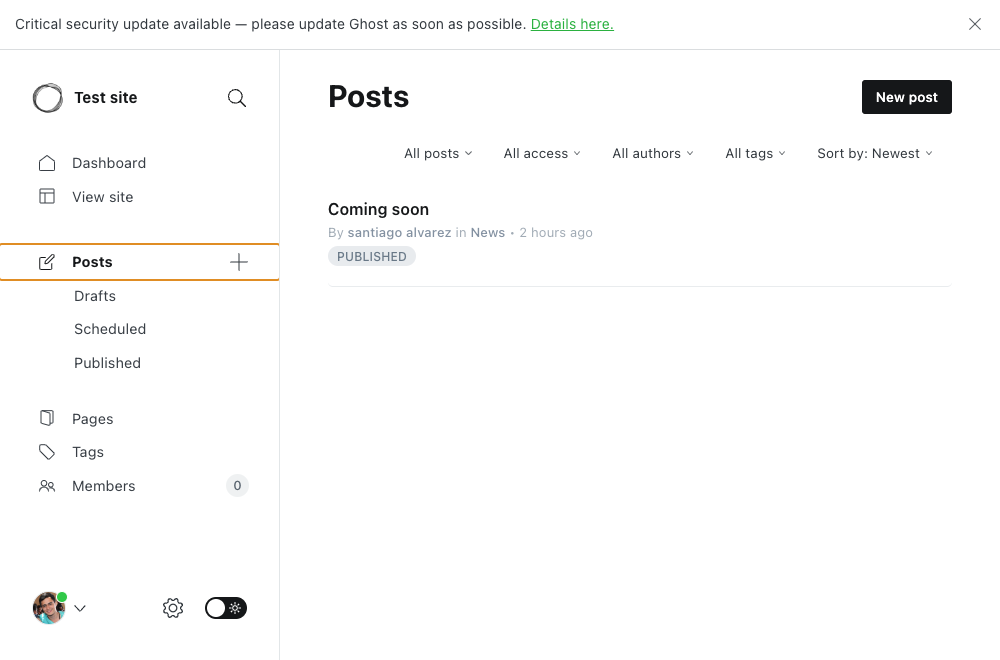 Critical security update available — please update Ghost as soon as possible. Details here.
Test site
Dashboard
View site
Posts
Drafts
Scheduled
Published
Pages
Tags
Members 0
Posts
New post
All posts All access All authors All tags Sort by: Newest
Coming soon
By santiago alvarez in News • 2 hours ago
PUBLISHED